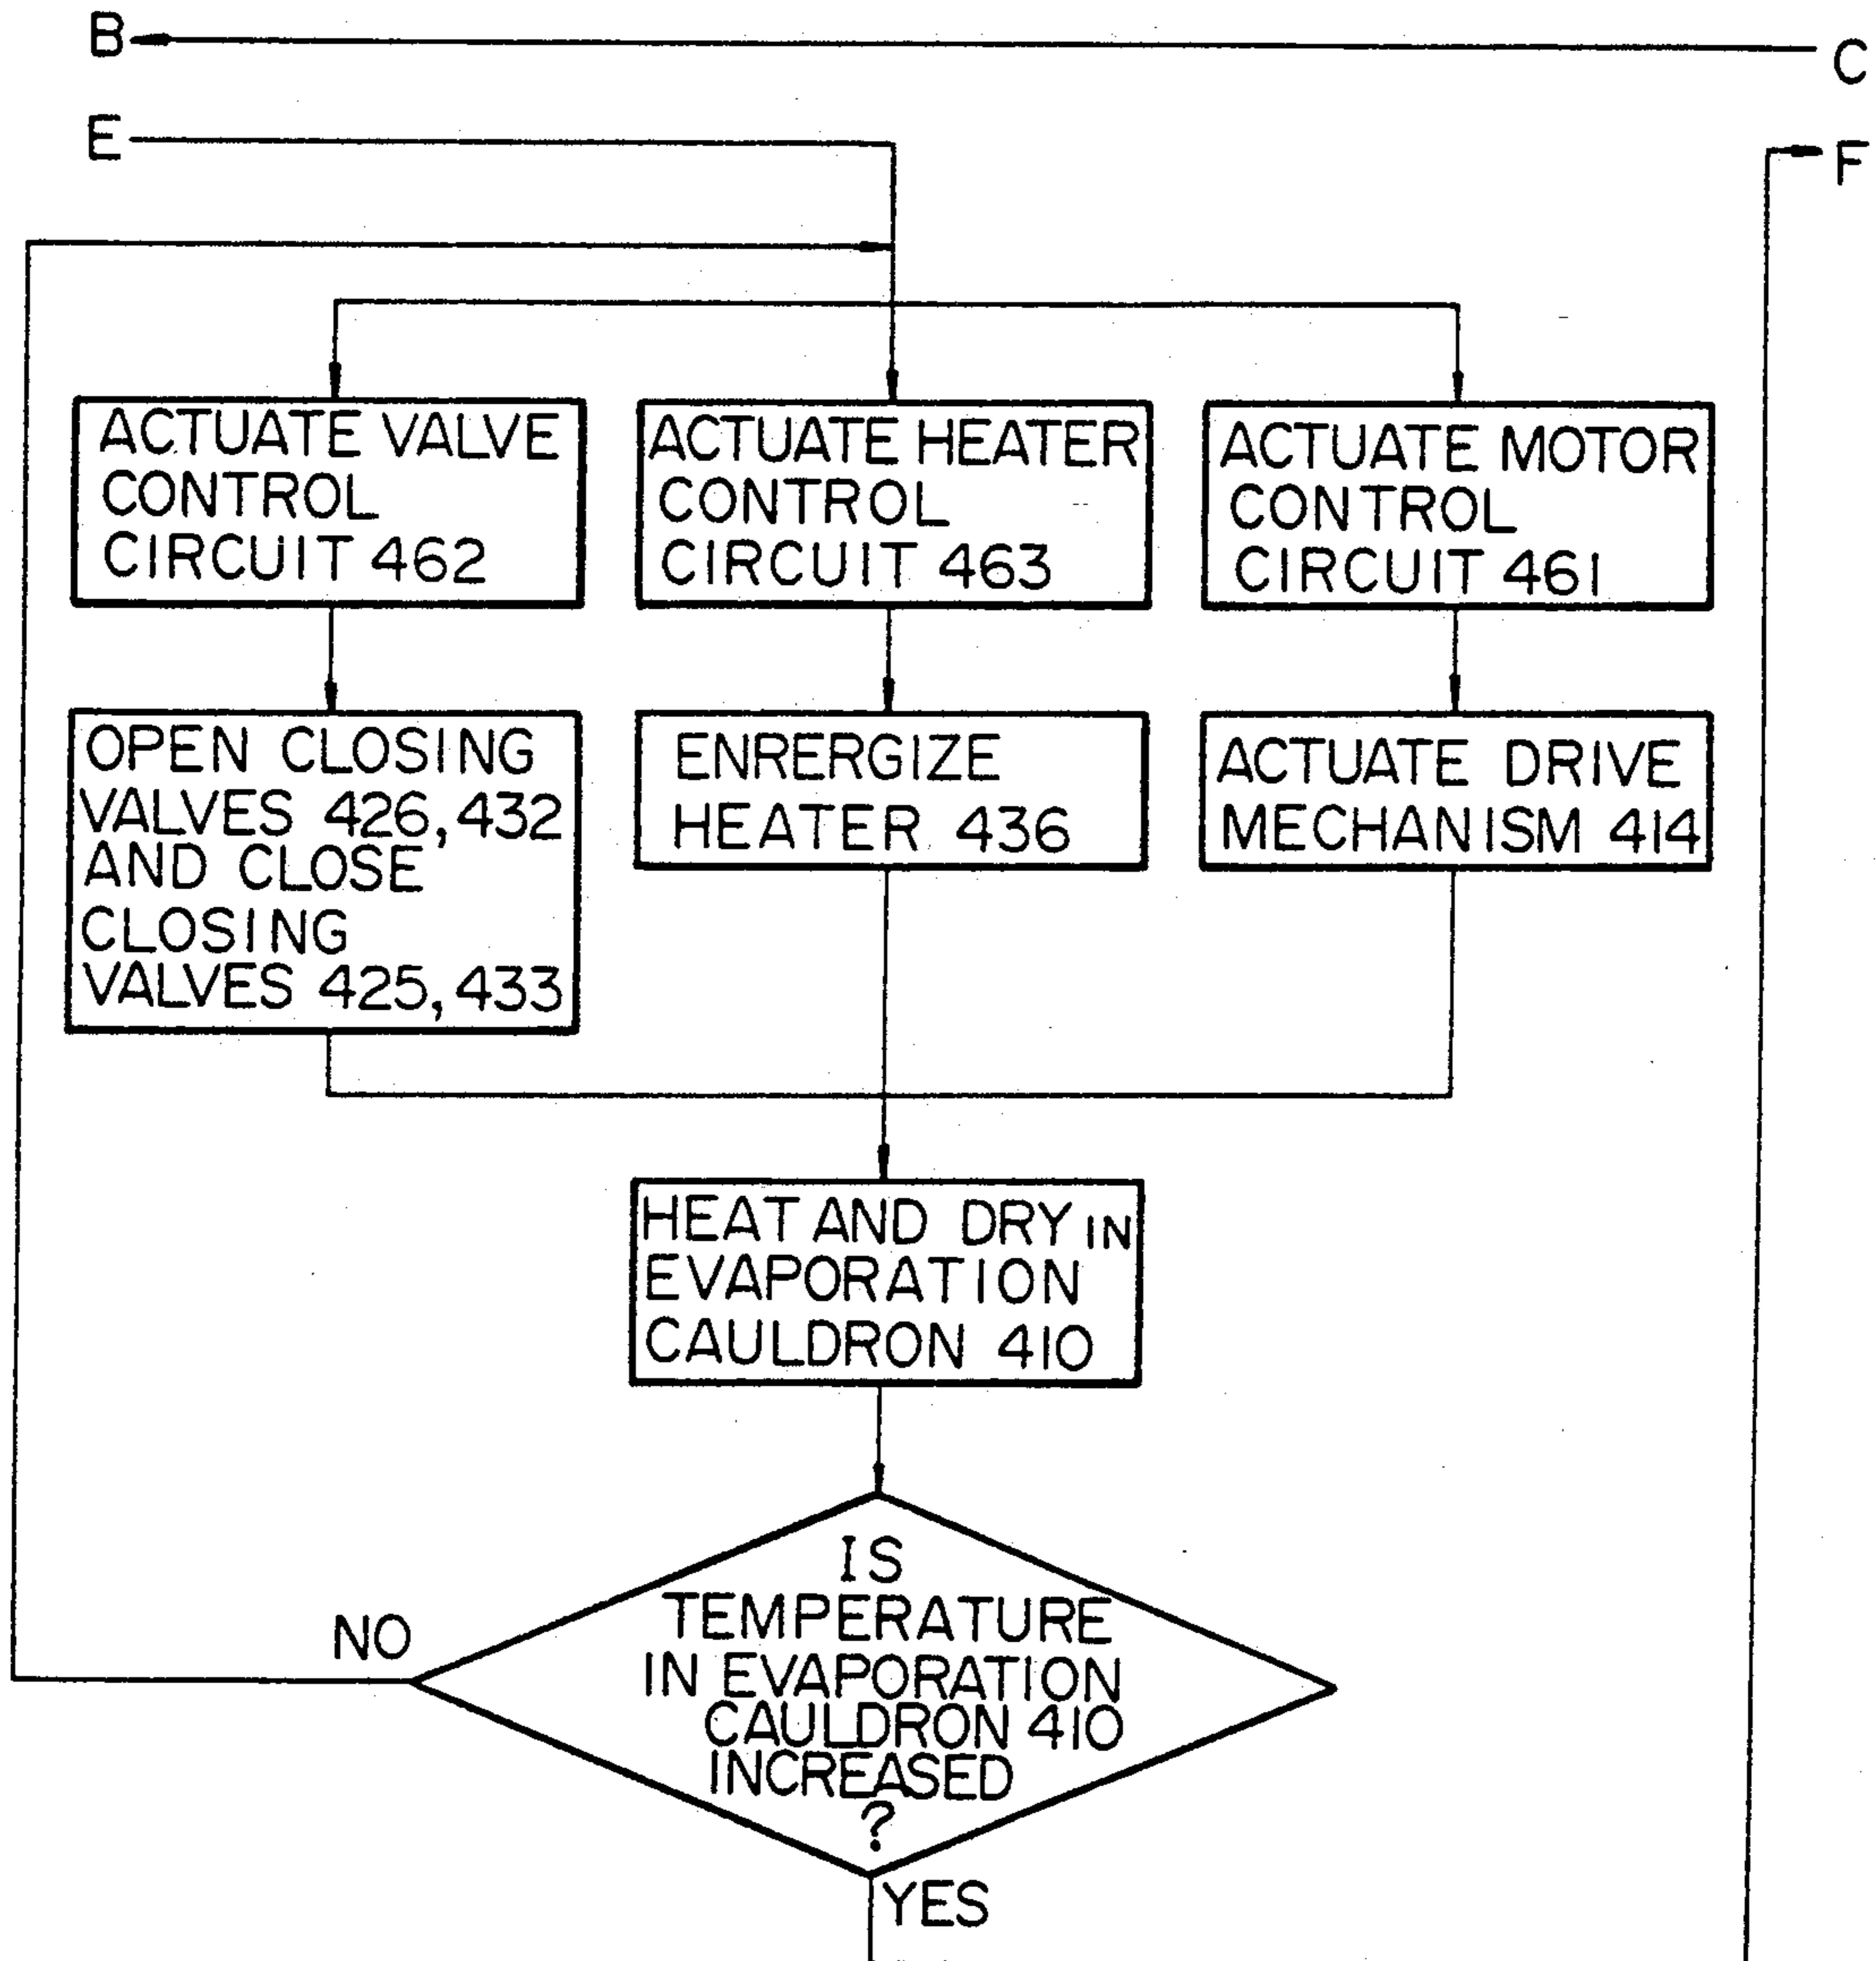 B
C
E
F
ACTUATE VALVE
CONTROL
CIRCUIT 462
ACTUATE HEATER
CONTROL
CIRCUIT 463
ACTUATE MOTOR
CONTROL
CIRCUIT 461
OPEN CLOSING
VALVES 426,432
AND CLOSE
CLOSING
VALVES 425,433
ENRERGIZE
HEATER 436
ACTUATE DRIVE
MECHANISM 414
HEAT AND DRY IN
EVAPORATION
CAULDRON 410
IS
TEMPERATURE
IN EVAPORATION
CAULDRON 410
INCREASED
?
NO
YES